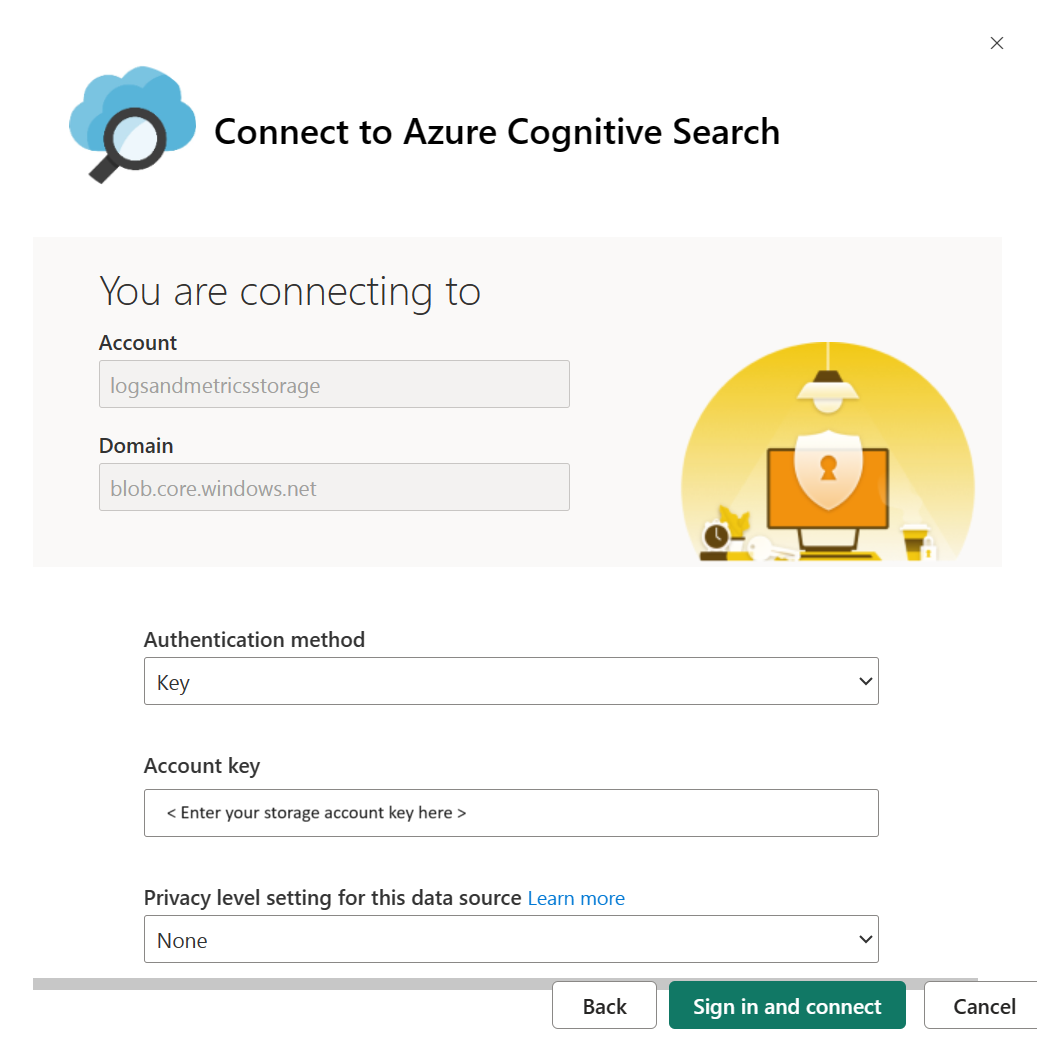 Connect to Azure Cognitive Search
You are connecting to
Account
logsandmetricsstorage
Domain
blob.core.windows.net
Authentication method
Key
Account key
< Enter your storage account key here >
Privacy level setting for this data source Learn more
None
Back Sign in and connect Cancel